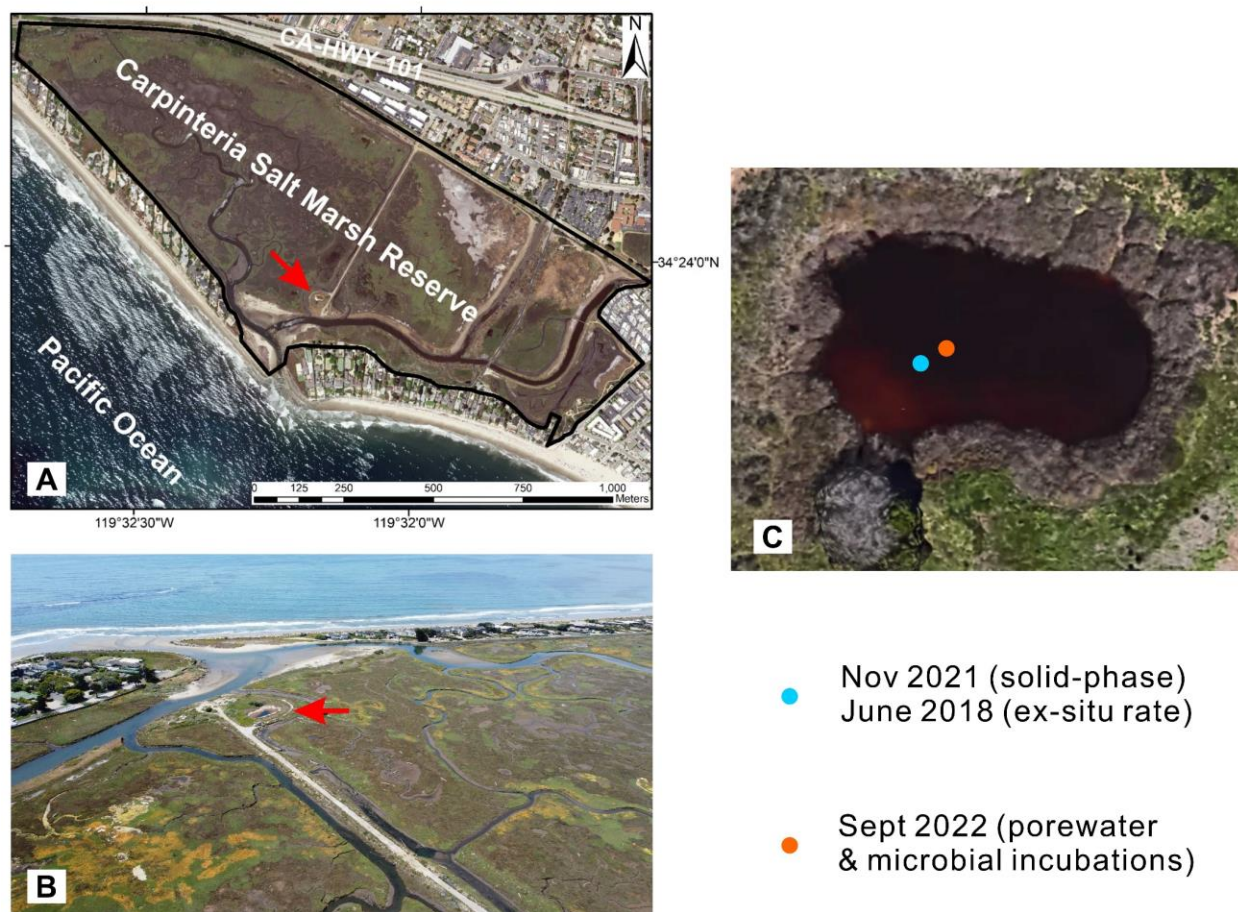 N
CA-HWY 101
Carpinteria Salt Marsh Reserve
34°24'0"N
Pacific Ocean
A
0 125 250 500 750 1,000
Meters
119°32'30"W 119°32'0"W
C
B
Nov 2021 (solid-phase)
June 2018 (ex-situ rate)
Sept 2022 (porewater
& microbial incubations)